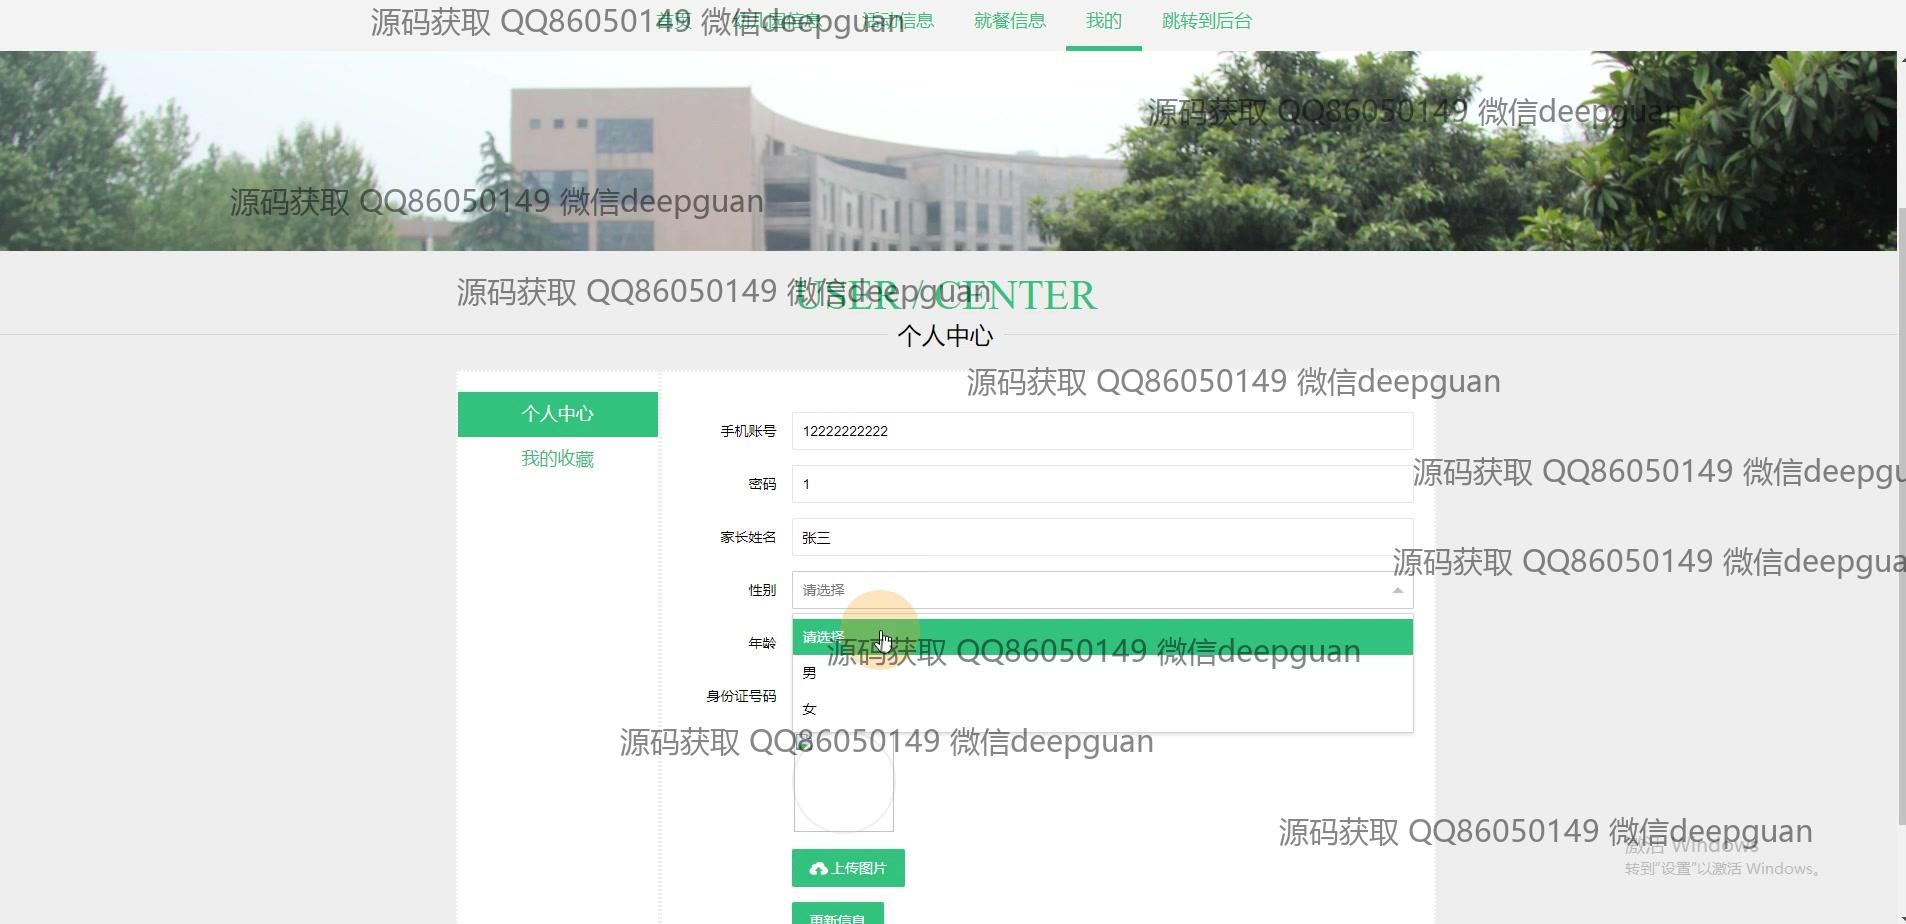 首页 幼儿园信息 活动信息 就餐信息 我的 跳转到后台
源码获取 QQ86050149 微信deepguan
源码获取 QQ86050149 微信deepguan
源码获取 QQ86050149 微信deepguan
源码获取 QQ86050149 微信deepguan
USER / CENTER
个人中心
源码获取 QQ86050149 微信deepguan
个人中心
我的收藏
手机账号 12222222222
源码获取 QQ86050149 微信deepgu
密码 1
家长姓名 张三
源码获取 QQ86050149 微信deepgua
性别 请选择
请选择
源码获取 QQ86050149 微信deepguan
年龄
男
身份证号码
女
源码获取 QQ86050149 微信deepguan
上传图片
源码获取 QQ86050149 微信deepguan
激活 Windows
转到"设置"以激活 Windows。
更新信息